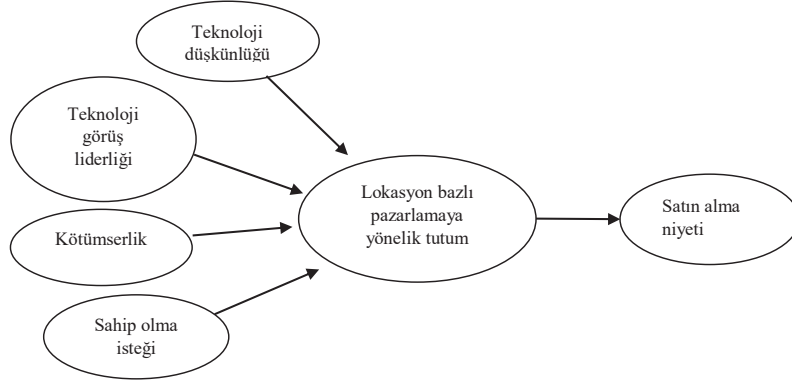 Teknoloji
düşkünlüğü
Teknoloji
görüş
liderliği
Kötümserlik
Sahip olma
isteği
Lokasyon bazlı
pazarlamaya
yönelik tutum
Satın alma
niyeti